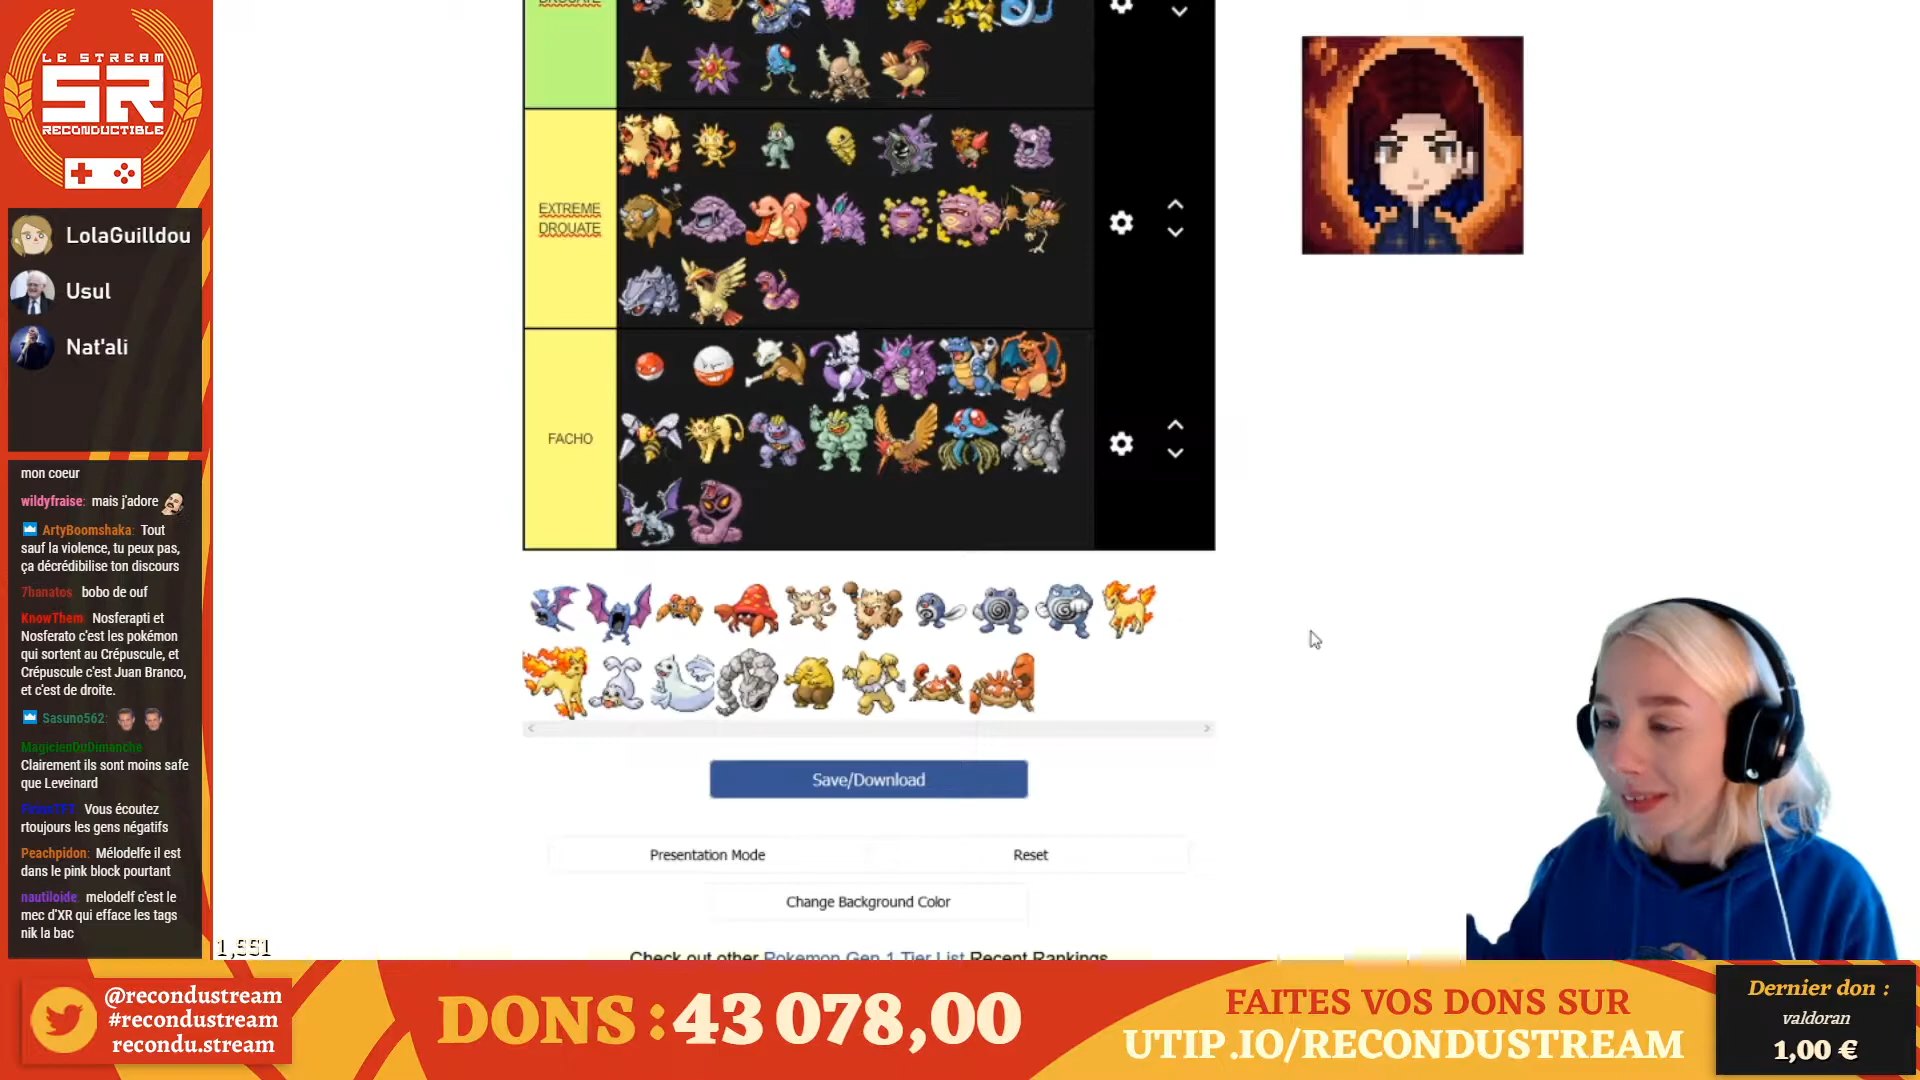 LE STREAM
SR
RECONDUCTIBLE
LolaGuilldou
Usul
Nat'ali
mon coeur
wildyfraise: mais j'adore
ArtyBoomshaka: Tout
sauf la violence, tu peux pas,
ça décrédibilise ton discours
7hanatos: bobo de ouf
KnowThem: Nosferapti et
Nosferato c'est les pokémon
qui sortent au Crépuscule, et
Crépuscule c'est Juan Branco,
et c'est de droite.
Sasuno562:
MagicienDuDimanche
Clairement ils sont moins safe
que Leveinard
Vous écoutez
rtoujours les gens négatifs
Peachpidon: Mélodelfe il est
dans le pink block pourtant
nautiloide: melodelf c'est le
mec d'XR qui efface les tags
nik la bac
1,551
DROUATE
EXTREME
DROUATE
FACHO
Save/Download
Presentation Mode
Reset
Change Background Color
Check out other Pokemon Gen 1 Tier List Recent Rankings
@recondustream
#recondustream
recondu.stream
DONS : 43 078,00
FAITES VOS DONS SUR
UTIP.IO/RECONDUSTREAM
Dernier don :
valdoran
1,00 €